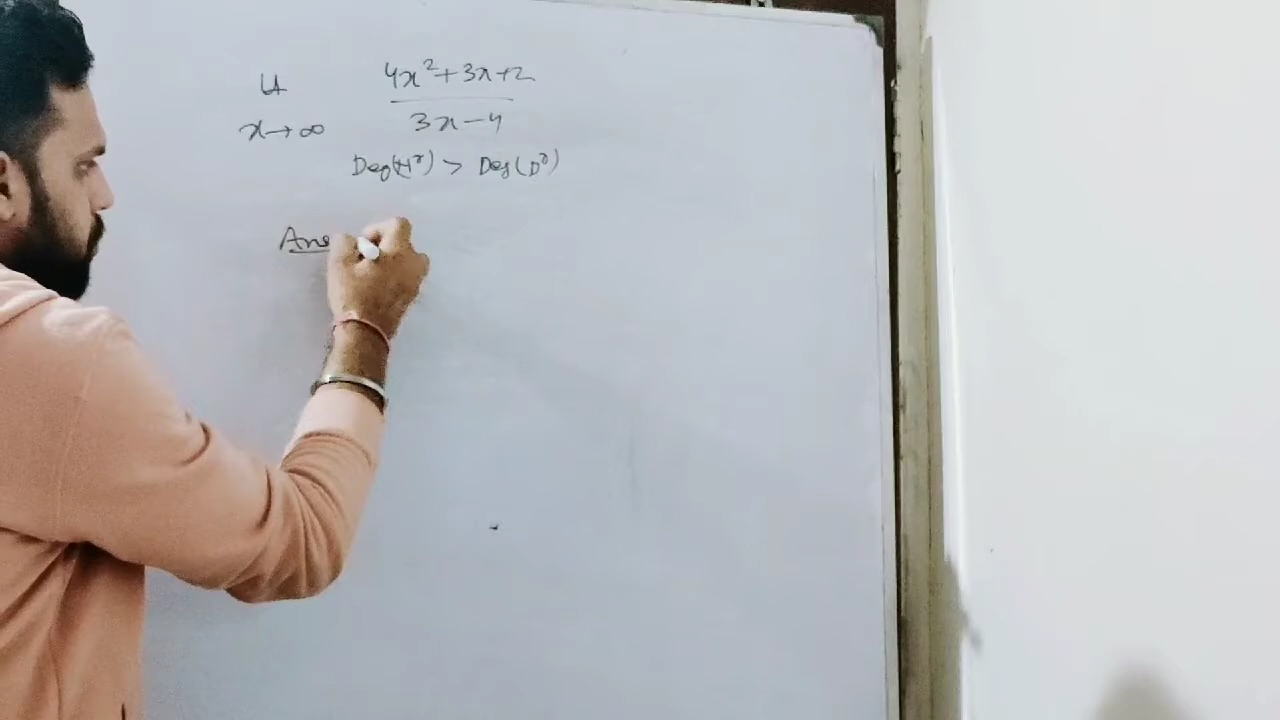 Lt 4x²+3x+2
x→∞ 3x-4
Deg(Nʳ) > Deg(Dʳ)
Ans